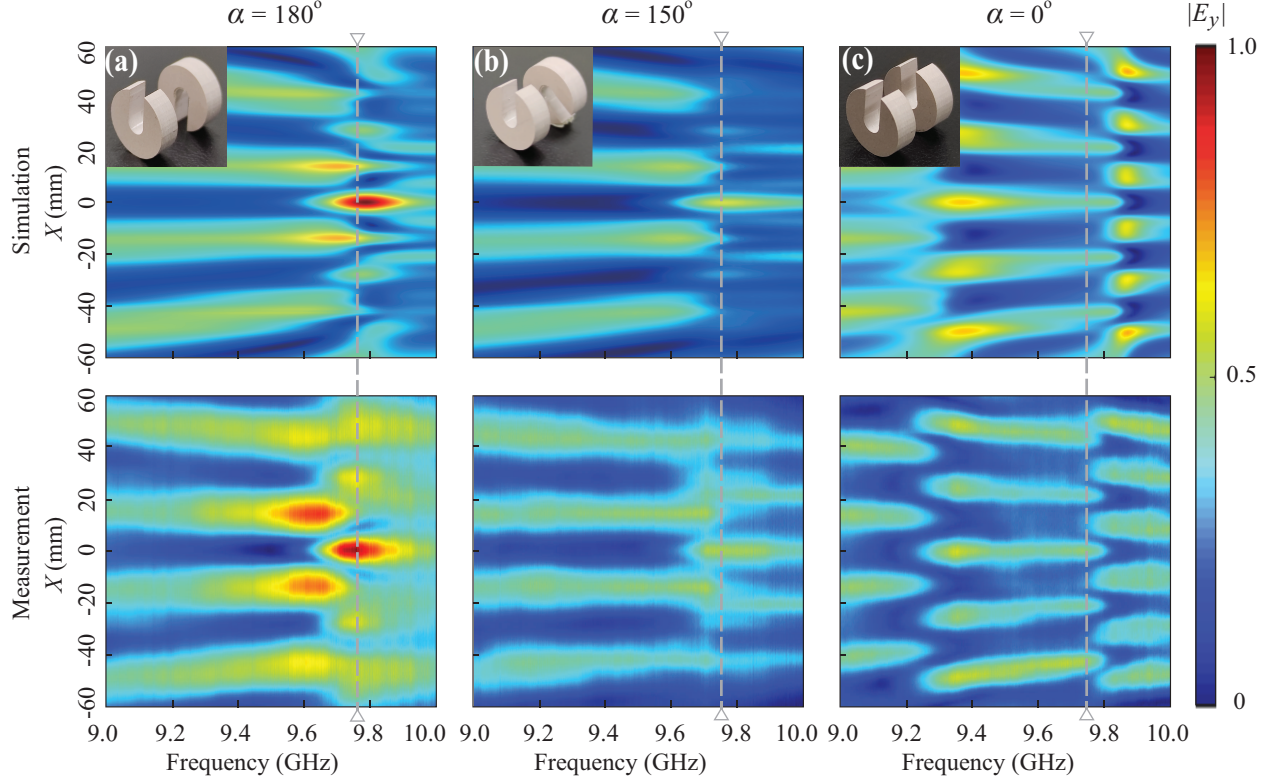 α = 180° α = 150° α = 0° |E_y|
(a) (b) (c)
Simulation
X (mm)
60
40
20
0
-20
-40
-60
1.0
0.5
0
Measurement
X (mm)
60
40
20
0
-20
-40
-60
9.0 9.2 9.4 9.6 9.8 10.0 9.0 9.2 9.4 9.6 9.8 10.0 9.0 9.2 9.4 9.6 9.8 10.0
Frequency (GHz) Frequency (GHz) Frequency (GHz)